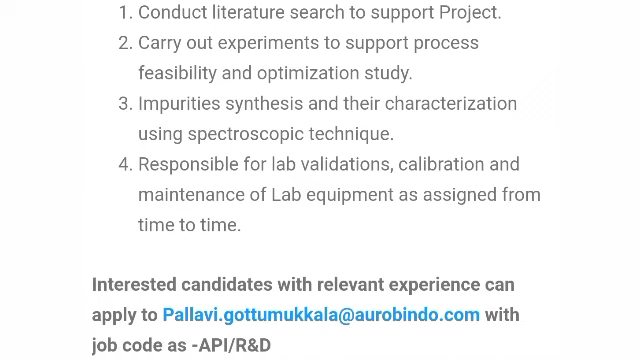 1. Conduct literature search to support Project.
2. Carry out experiments to support process
feasibility and optimization study.
3. Impurities synthesis and their characterization
using spectroscopic technique.
4. Responsible for lab validations, calibration and
maintenance of Lab equipment as assigned from
time to time.
Interested candidates with relevant experience can
apply to Pallavi.gottumukkala@aurobindo.com with
job code as -API/R&D